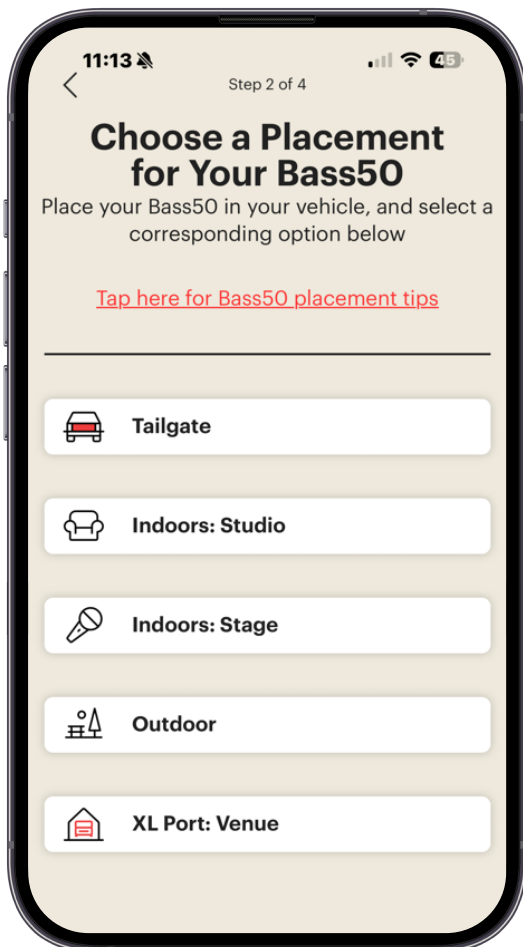 11:13
45
Step 2 of 4
Choose a Placement
for Your Bass50
Place your Bass50 in your vehicle, and select a
corresponding option below
Tap here for Bass50 placement tips
Tailgate
Indoors: Studio
Indoors: Stage
Outdoor
XL Port: Venue